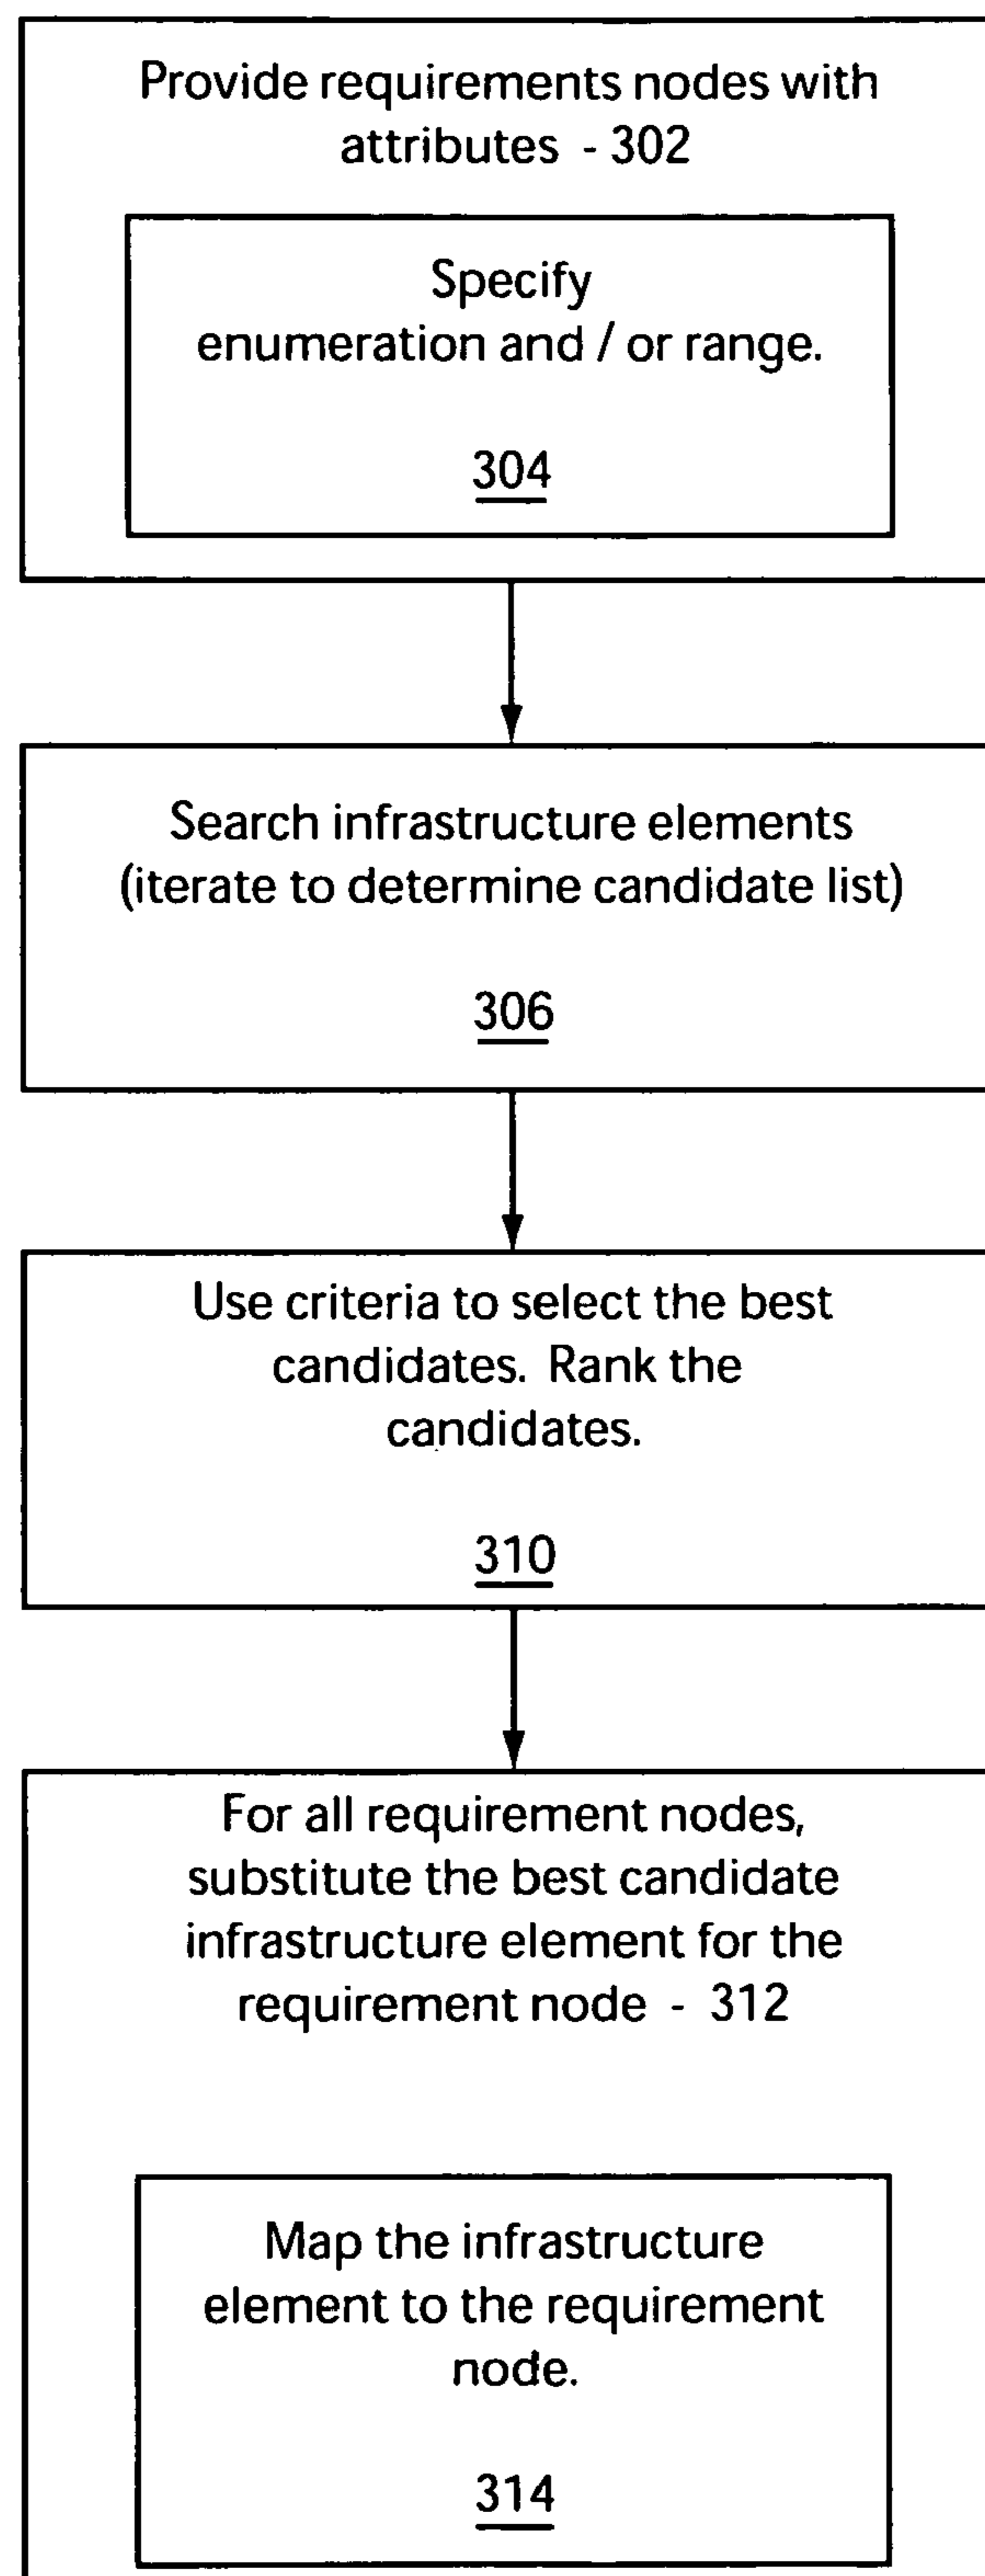 Provide requirements nodes with
attributes - 302
Specify
enumeration and / or range.
304
Search infrastructure elements
(iterate to determine candidate list)
306
Use criteria to select the best
candidates. Rank the
candidates.
310
For all requirement nodes,
substitute the best candidate
infrastructure element for the
requirement node - 312
Map the infrastructure
element to the requirement
node.
314